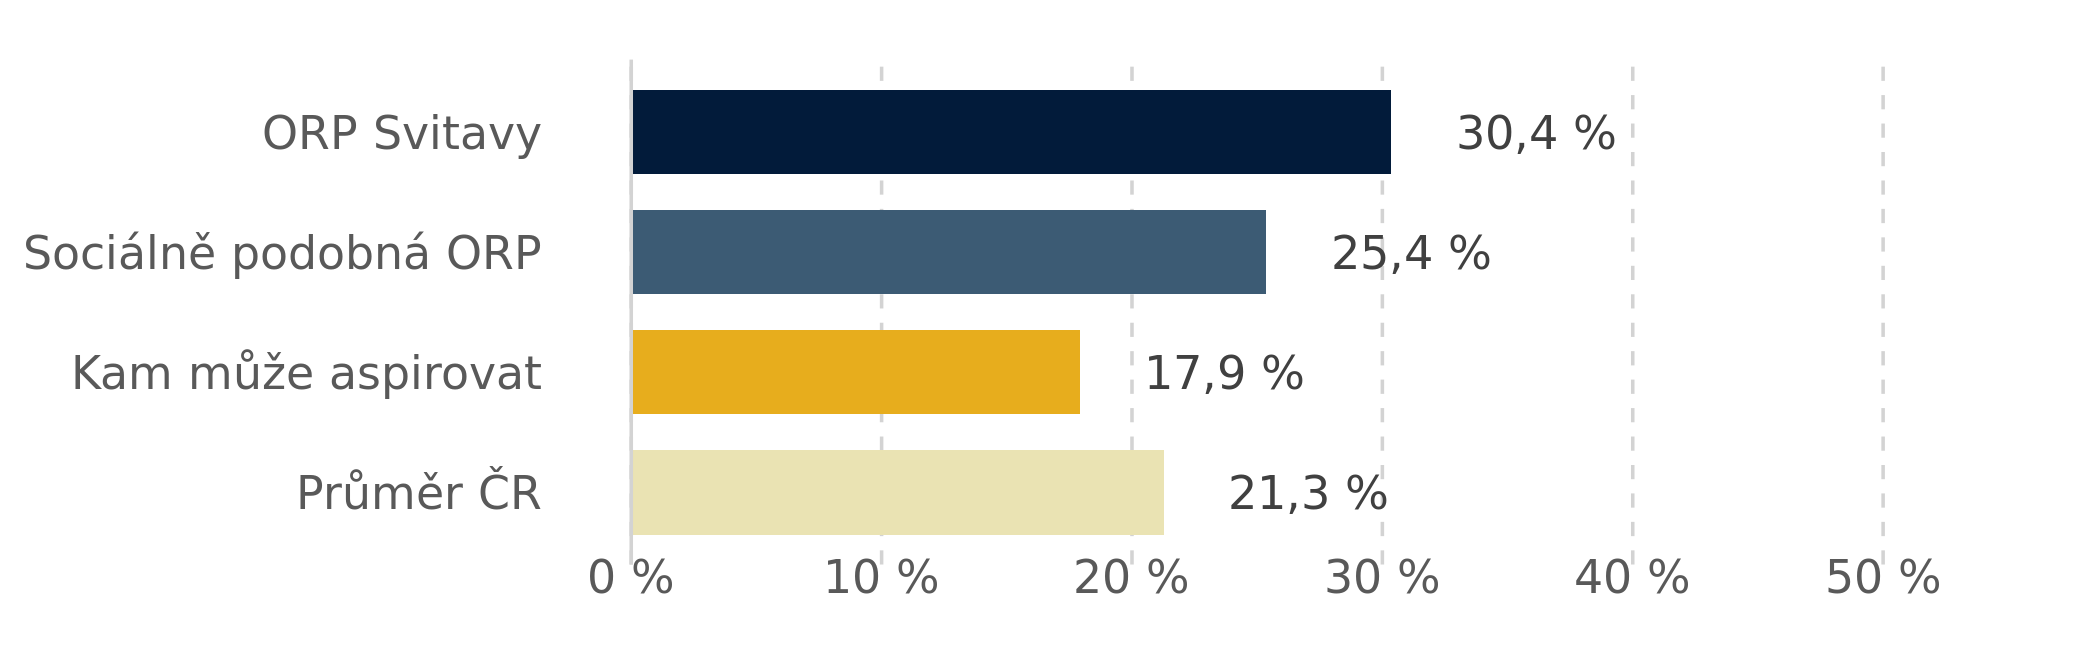 ORP Svitavy 30,4 %
Sociálně podobná ORP 25,4 %
Kam může aspirovat 17,9 %
Průměr ČR 21,3 %
0 % 10 % 20 % 30 % 40 % 50 %